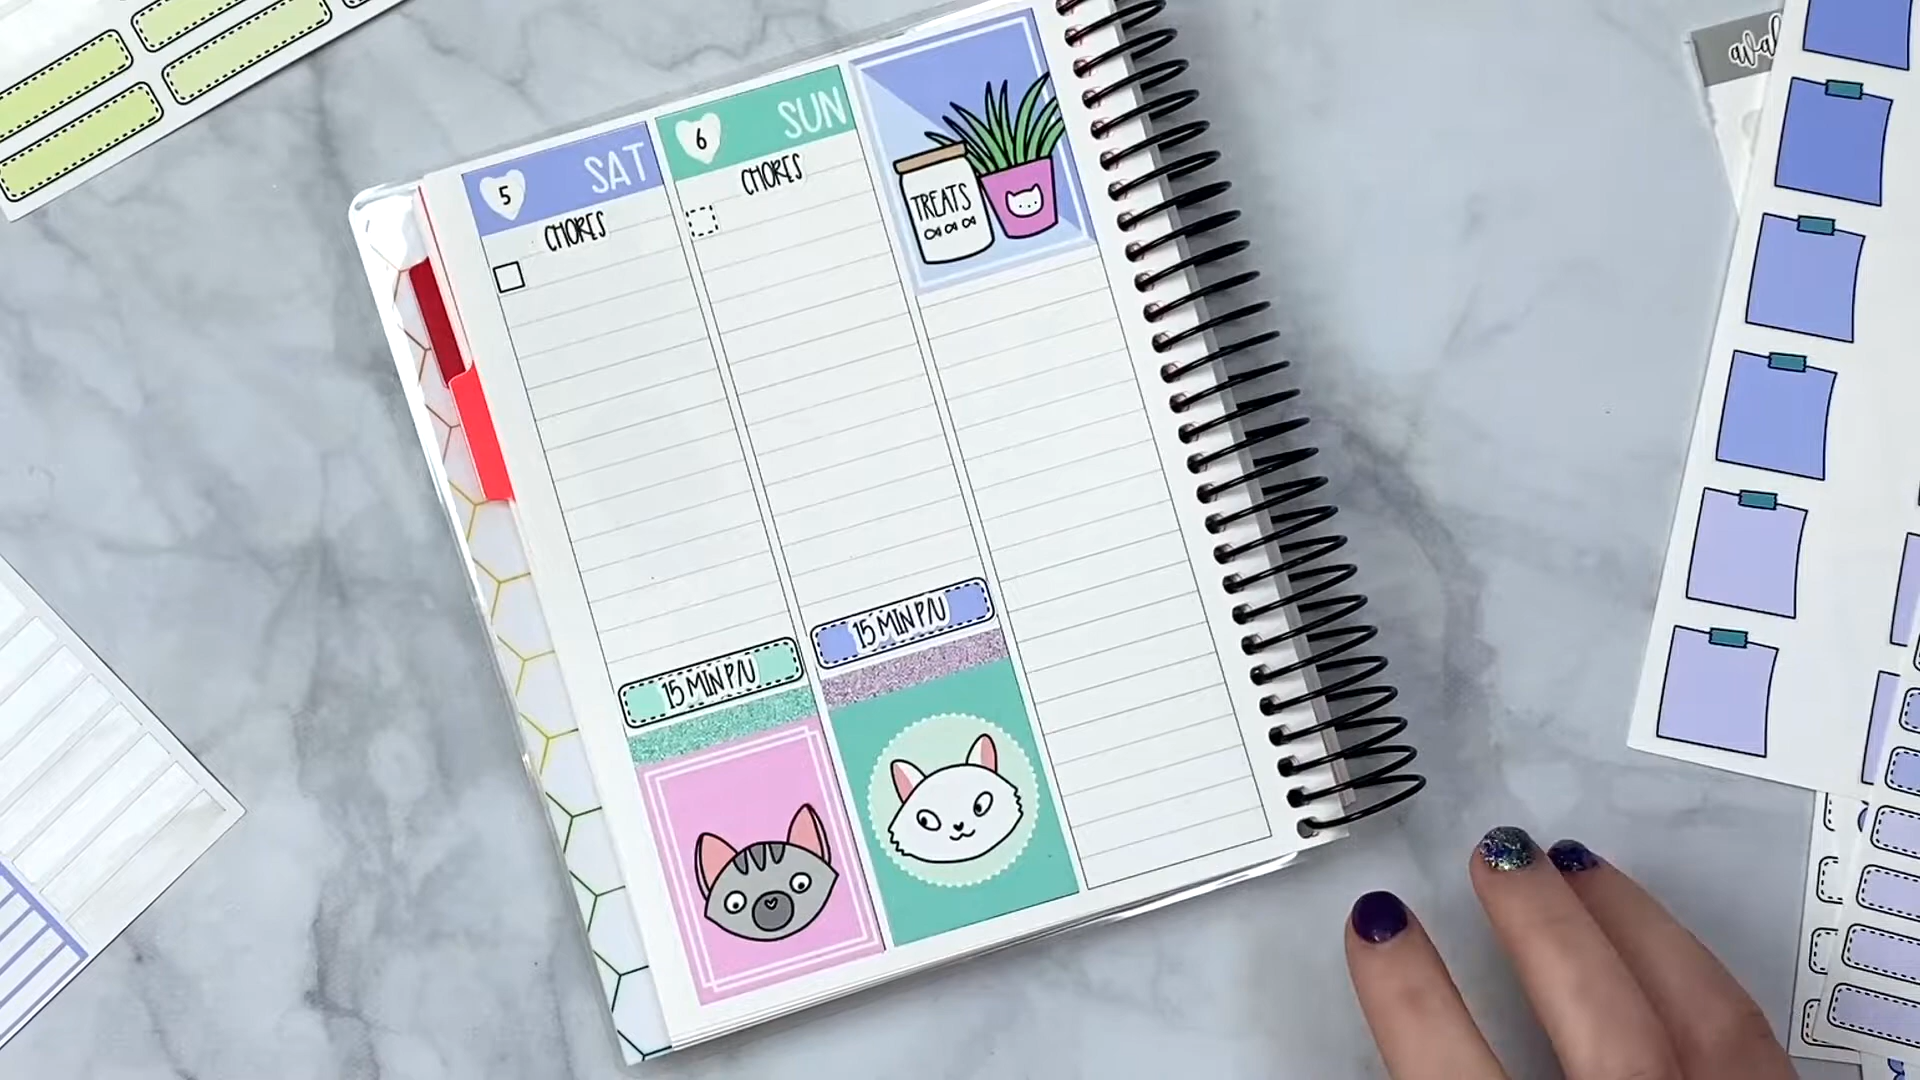 5 SAT
CHORES
15 MIN P/U
6 SUN
CHORES
15 MIN P/U
TREATS